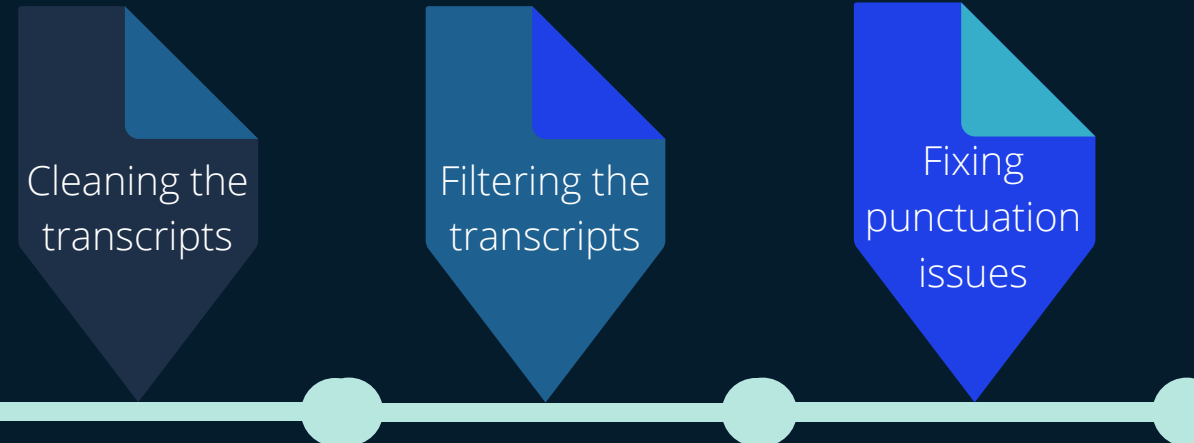 Cleaning the
transcripts
Filtering the
transcripts
Fixing
punctuation
issues